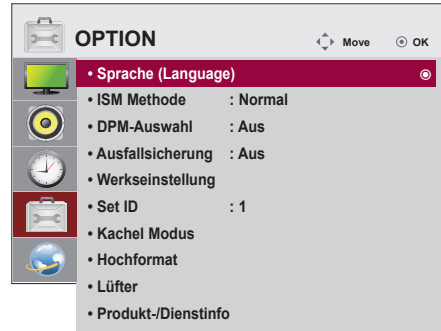 OPTION Move OK
• Sprache (Language)
• ISM Methode : Normal
• DPM-Auswahl : Aus
• Ausfallsicherung : Aus
• Werkseinstellung
• Set ID : 1
• Kachel Modus
• Hochformat
• Lüfter
• Produkt-/Dienstinfo